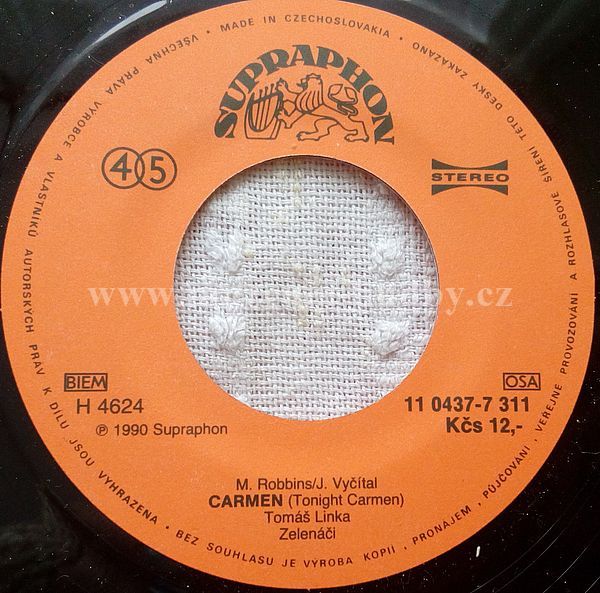 VŠECHNA PRÁVA VÝROBCE A VLASTNÍKŮ AUTORSKÝCH PRÁV K DÍLU JSOU VYHRAZENA • BEZ SOUHLASU JE VÝROBA KOPIÍ, PRONÁJEM, PŮJČOVÁNÍ, VEŘEJNÉ PROVOZOVÁNÍ A ROZHLASOVÉ ŠÍŘENÍ TÉTO DESKY ZAKÁZÁNO • MADE IN CZECHOSLOVAKIA •
SUPRAPHON
45
STEREO
BIEM
OSA
H 4624
11 0437-7 311
℗ 1990 Supraphon
Kčs 12,-
M. Robbins/J. Vyčítal
CARMEN (Tonight Carmen)
Tomáš Linka
Zelenáči